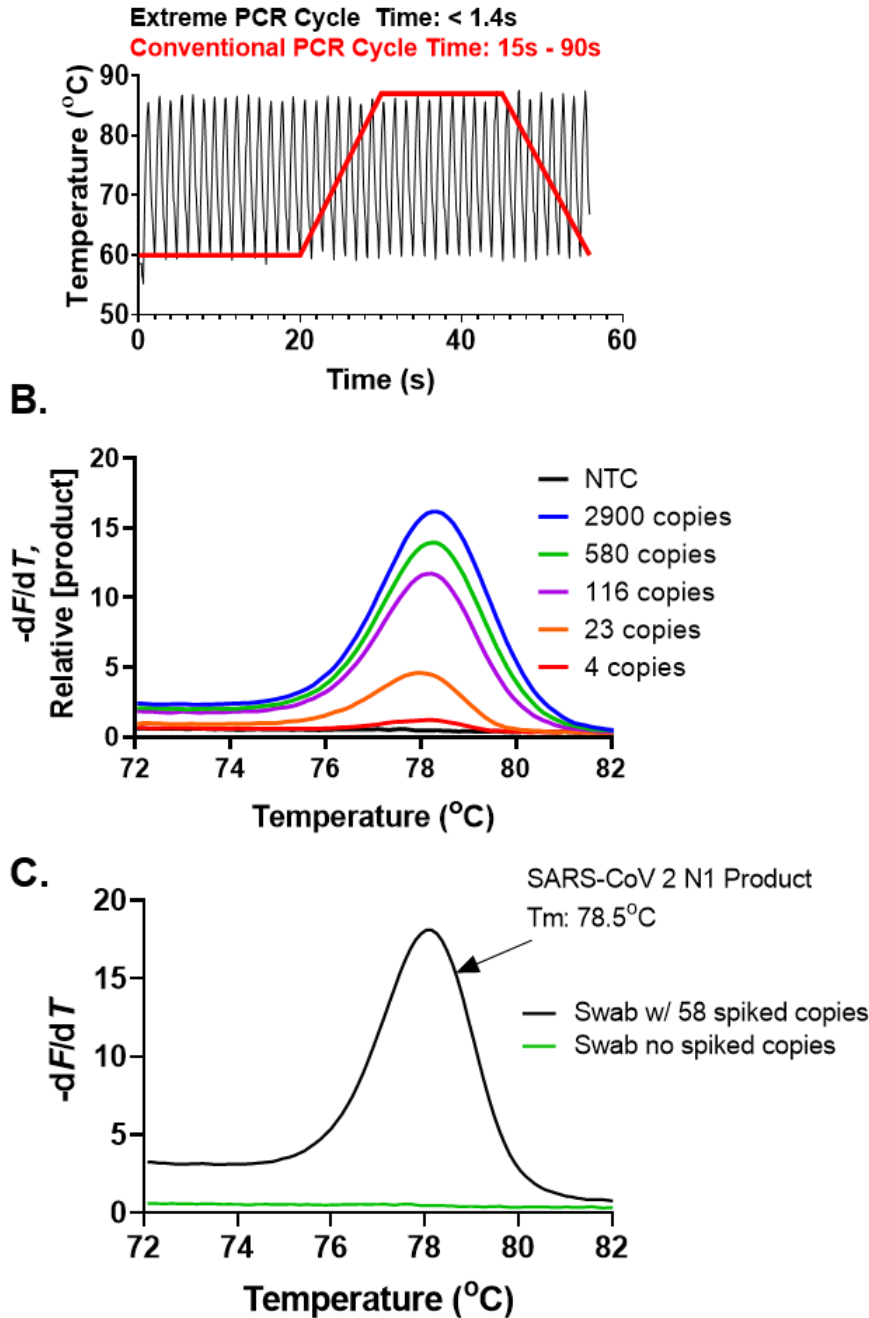 Extreme PCR Cycle Time: < 1.4s
Conventional PCR Cycle Time: 15s - 90s
Temperature (°C)
90
80
70
60
50
0
20
40
60
Time (s)
B.
-dF/dT,
Relative [product]
20
15
10
5
0
72
74
76
78
80
82
Temperature (°C)
NTC
2900 copies
580 copies
116 copies
23 copies
4 copies
C.
-dF/dT
20
15
10
5
0
72
74
76
78
80
82
Temperature (°C)
SARS-CoV 2 N1 Product
Tm: 78.5°C
Swab w/ 58 spiked copies
Swab no spiked copies